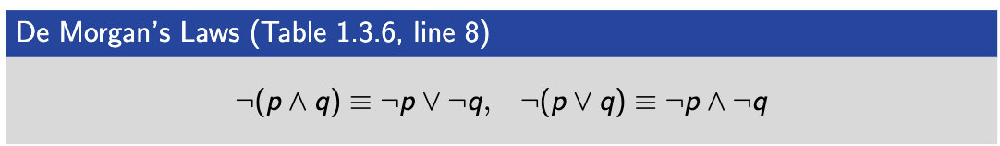 De Morgan's Laws (Table 1.3.6, line 8)
¬(p ∧ q) ≡ ¬p ∨ ¬q, ¬(p ∨ q) ≡ ¬p ∧ ¬q